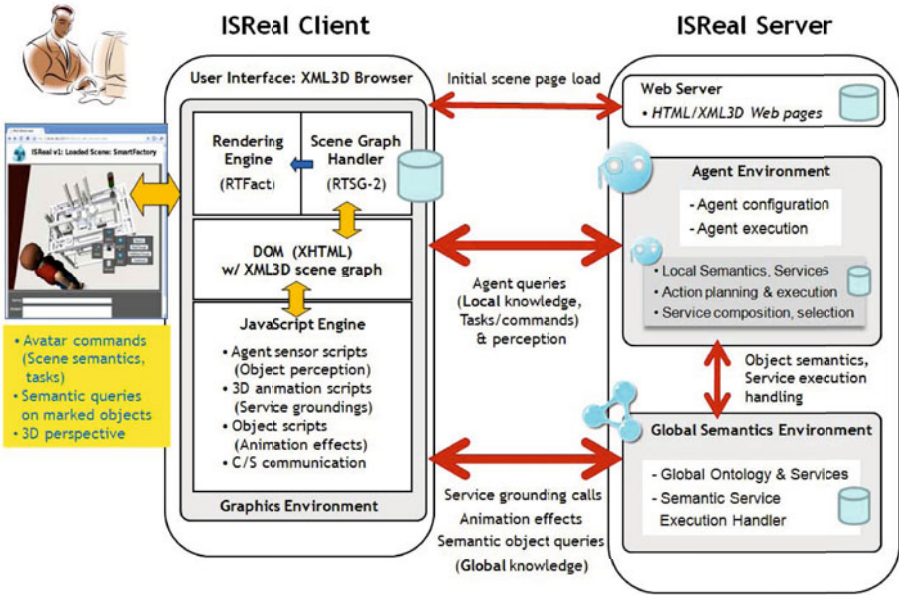 ISReal Client
ISReal Server
User Interface: XML3D Browser
Rendering
Engine
(RTFact)
Scene Graph
Handler
(RTSG-2)
DOM (XHTML)
w/ XML3D scene graph
JavaScript Engine
• Agent sensor scripts
(Object perception)
• 3D animation scripts
(Service groundings)
• Object scripts
(Animation effects)
• C/S communication
Graphics Environment
ISReal v1: Loaded Scene: SmartFactory
• Avatar commands
(Scene semantics,
tasks)
• Semantic queries
on marked objects
• 3D perspective
Initial scene page load
Agent queries
(Local knowledge,
Tasks/commands)
& perception
Service grounding calls
Animation effects
Semantic object queries
(Global knowledge)
Web Server
• HTML/XML3D Web pages
Agent Environment
- Agent configuration
- Agent execution
• Local Semantics, Services
• Action planning & execution
• Service composition, selection
Object semantics,
Service execution
handling
Global Semantics Environment
- Global Ontology & Services
- Semantic Service
Execution Handler